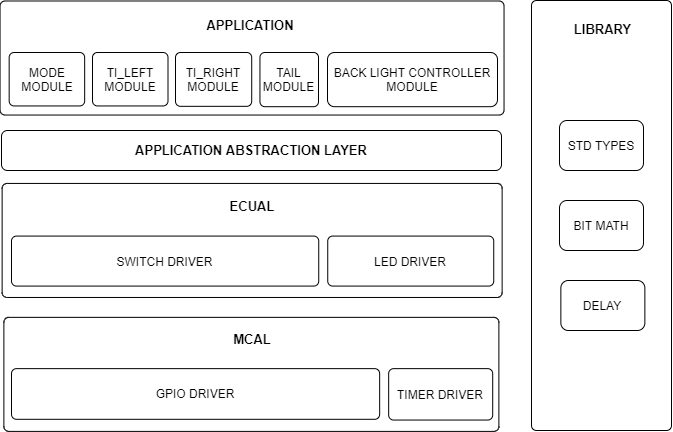 APPLICATION
MODE
MODULE
TI_LEFT
MODULE
TI_RIGHT
MODULE
TAIL
MODULE
BACK LIGHT CONTROLLER
MODULE
APPLICATION ABSTRACTION LAYER
ECUAL
SWITCH DRIVER
LED DRIVER
MCAL
GPIO DRIVER
TIMER DRIVER
LIBRARY
STD TYPES
BIT MATH
DELAY